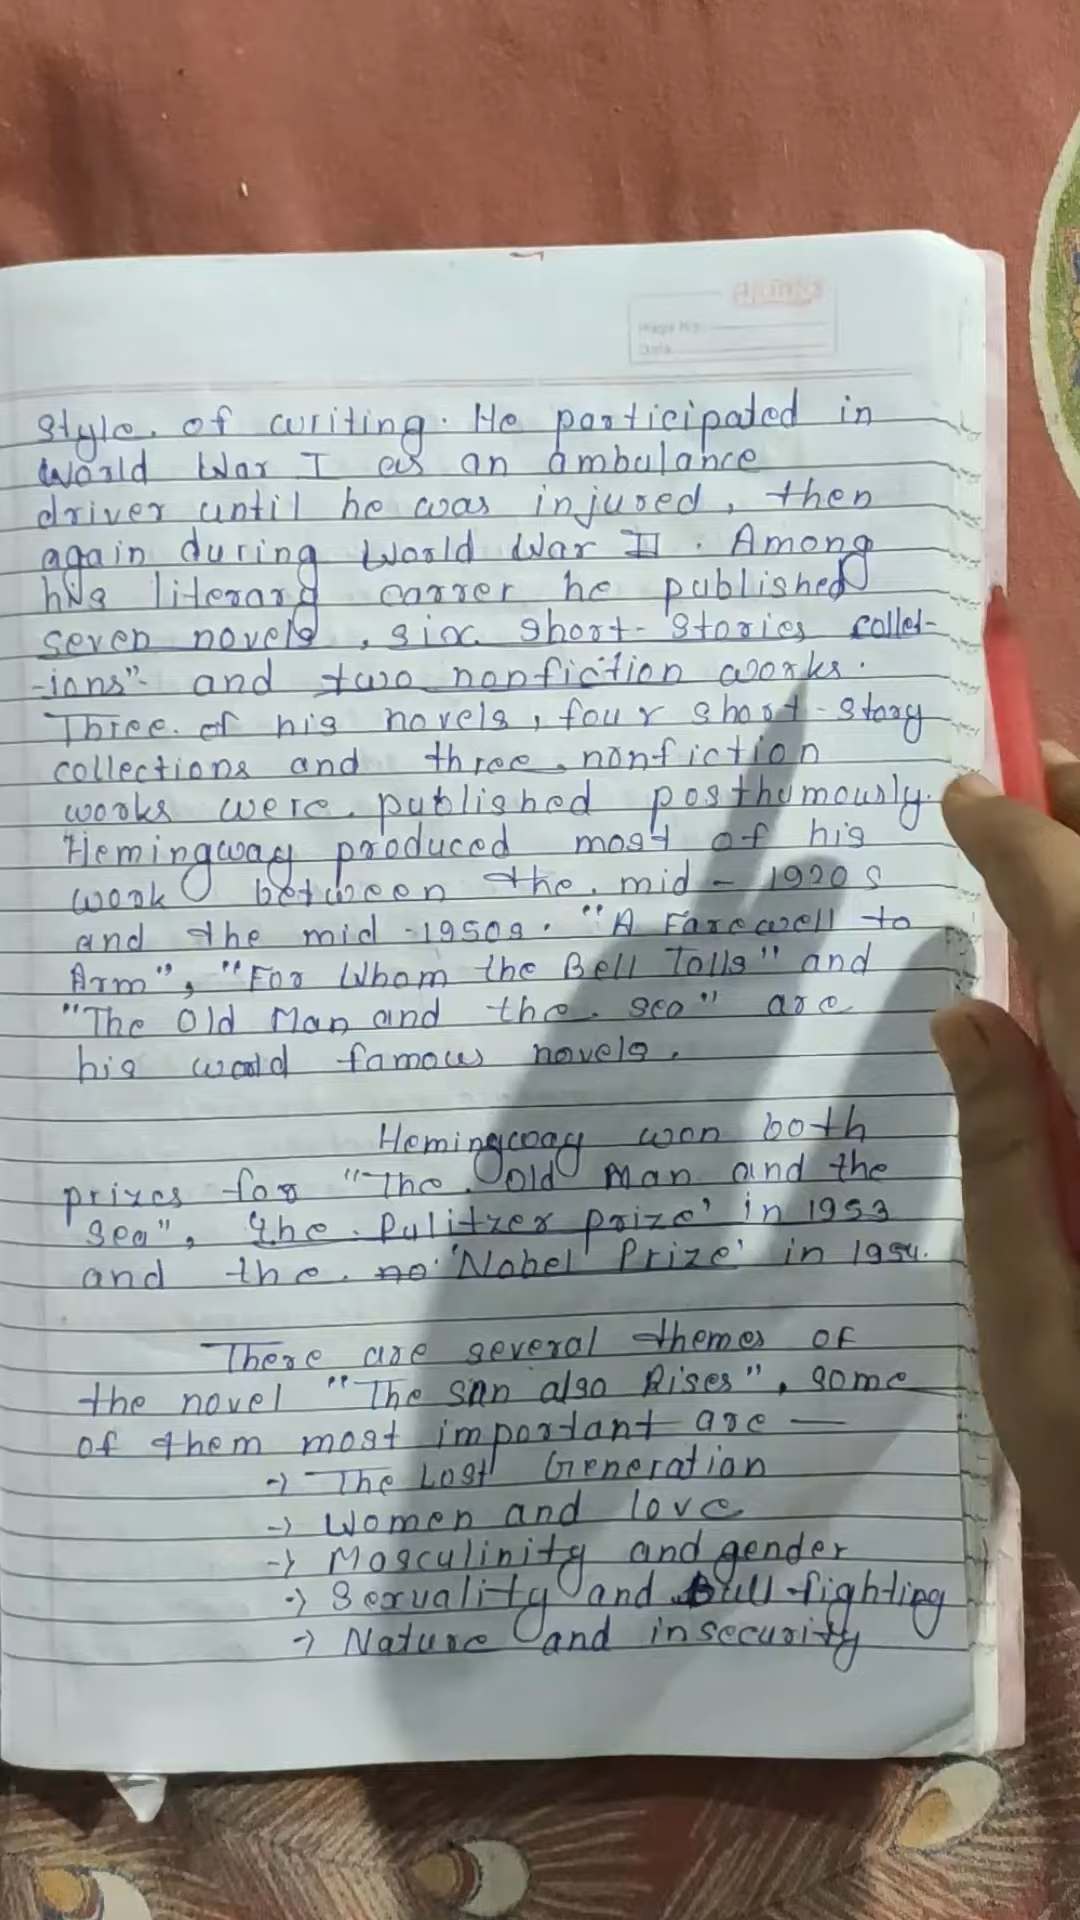 style of writing. He participated in
World War I as an ambulance
driver until he was injured, then
again during World War II. Among
his literary carrer he published
seven novels, six short-stories collet-
-ions" and two nonfiction works.
Three of his novels, four short-story
collections and three nonfiction
works were published posthumously.
Hemingway produced most of his
work between the mid-1920s
and the mid-1950s. "A Farewell to
Arm", "For Whom the Bell Tolls" and
"The Old Man and the sea" are
his world famous novels.
Hemingway won both
prizes for "The Old Man and the
Sea", the 'Pulitzer prize' in 1953
and the no 'Nobel Prize' in 1954.
There are several themes of
the novel "The Sun also Rises", some
of them most important are —
→ The Lost Generation
→ Women and love
→ Masculinity and gender
→ Sexuality and Bull-fighting
→ Nature and insecurity